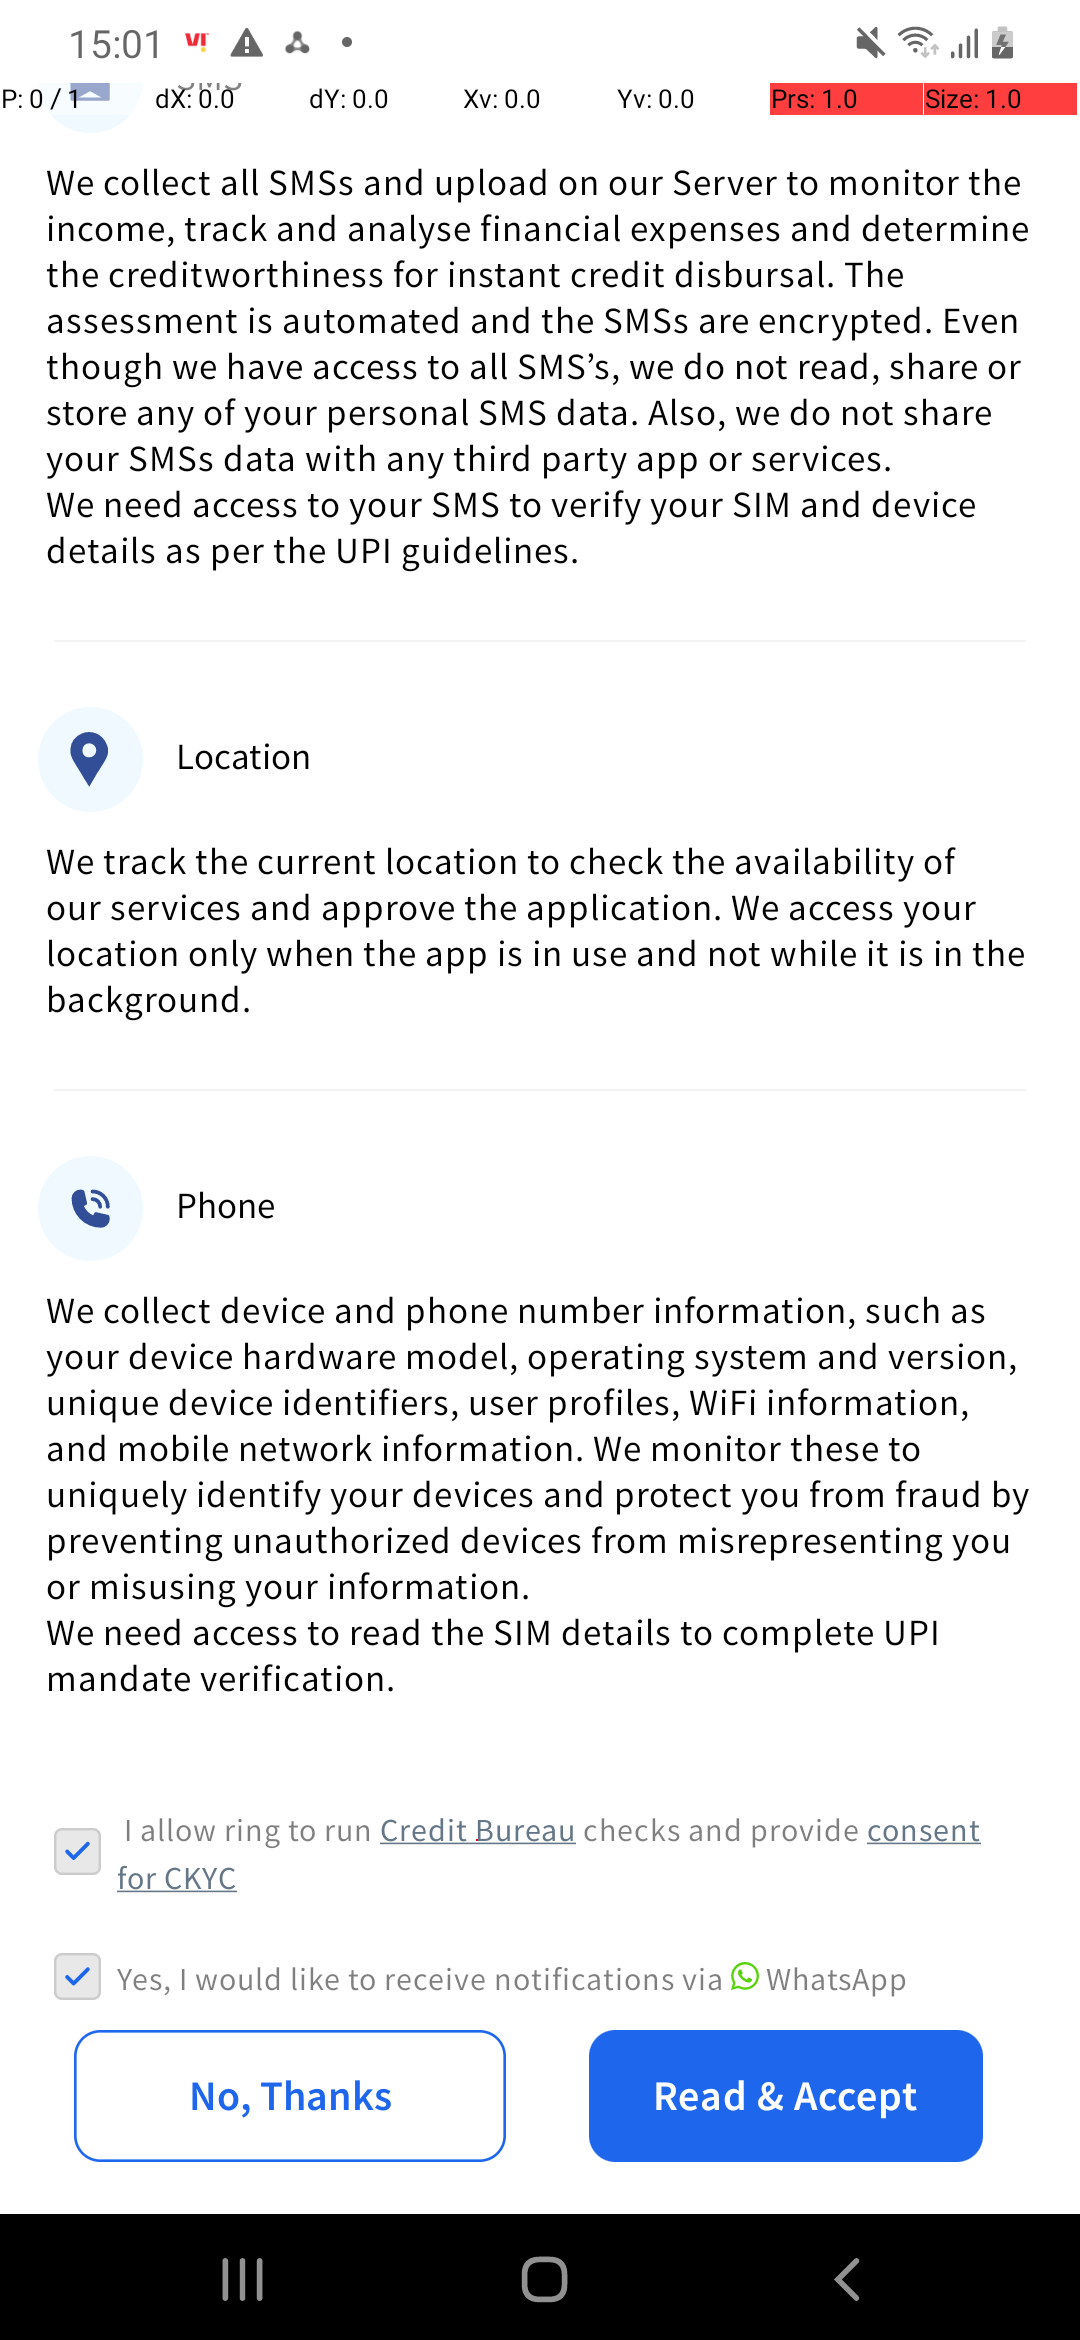 15:01 VI
SMS
P: 0 / 1 dX: 0.0 dY: 0.0 Xv: 0.0 Yv: 0.0 Prs: 1.0 Size: 1.0
We collect all SMSs and upload on our Server to monitor the
income, track and analyse financial expenses and determine
the creditworthiness for instant credit disbursal. The
assessment is automated and the SMSs are encrypted. Even
though we have access to all SMS’s, we do not read, share or
store any of your personal SMS data. Also, we do not share
your SMSs data with any third party app or services.
We need access to your SMS to verify your SIM and device
details as per the UPI guidelines.
Location
We track the current location to check the availability of
our services and approve the application. We access your
location only when the app is in use and not while it is in the
background.
Phone
We collect device and phone number information, such as
your device hardware model, operating system and version,
unique device identifiers, user profiles, WiFi information,
and mobile network information. We monitor these to
uniquely identify your devices and protect you from fraud by
preventing unauthorized devices from misrepresenting you
or misusing your information.
We need access to read the SIM details to complete UPI
mandate verification.
I allow ring to run Credit Bureau checks and provide consent
for CKYC
Yes, I would like to receive notifications via WhatsApp
No, Thanks
Read & Accept